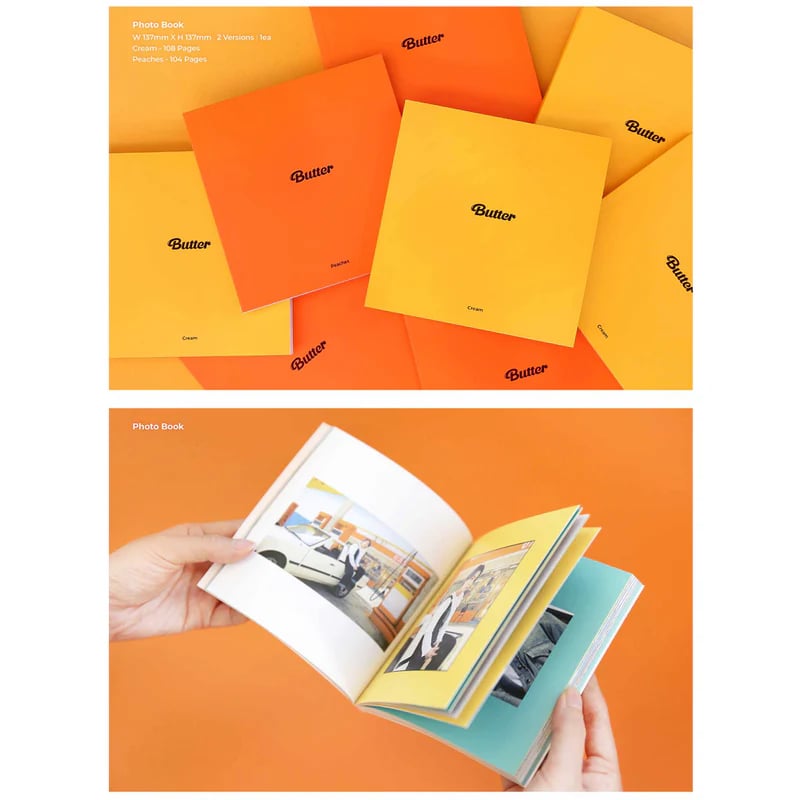 Photo Book
W 137mm X H 137mm 2 Versions : 1ea
Cream - 108 Pages
Peaches - 104 Pages
Butter
Butter
Butter
Butter
Butter
Butter
Peaches
Cream
Cream
Cream
Butter
Butter
Photo Book